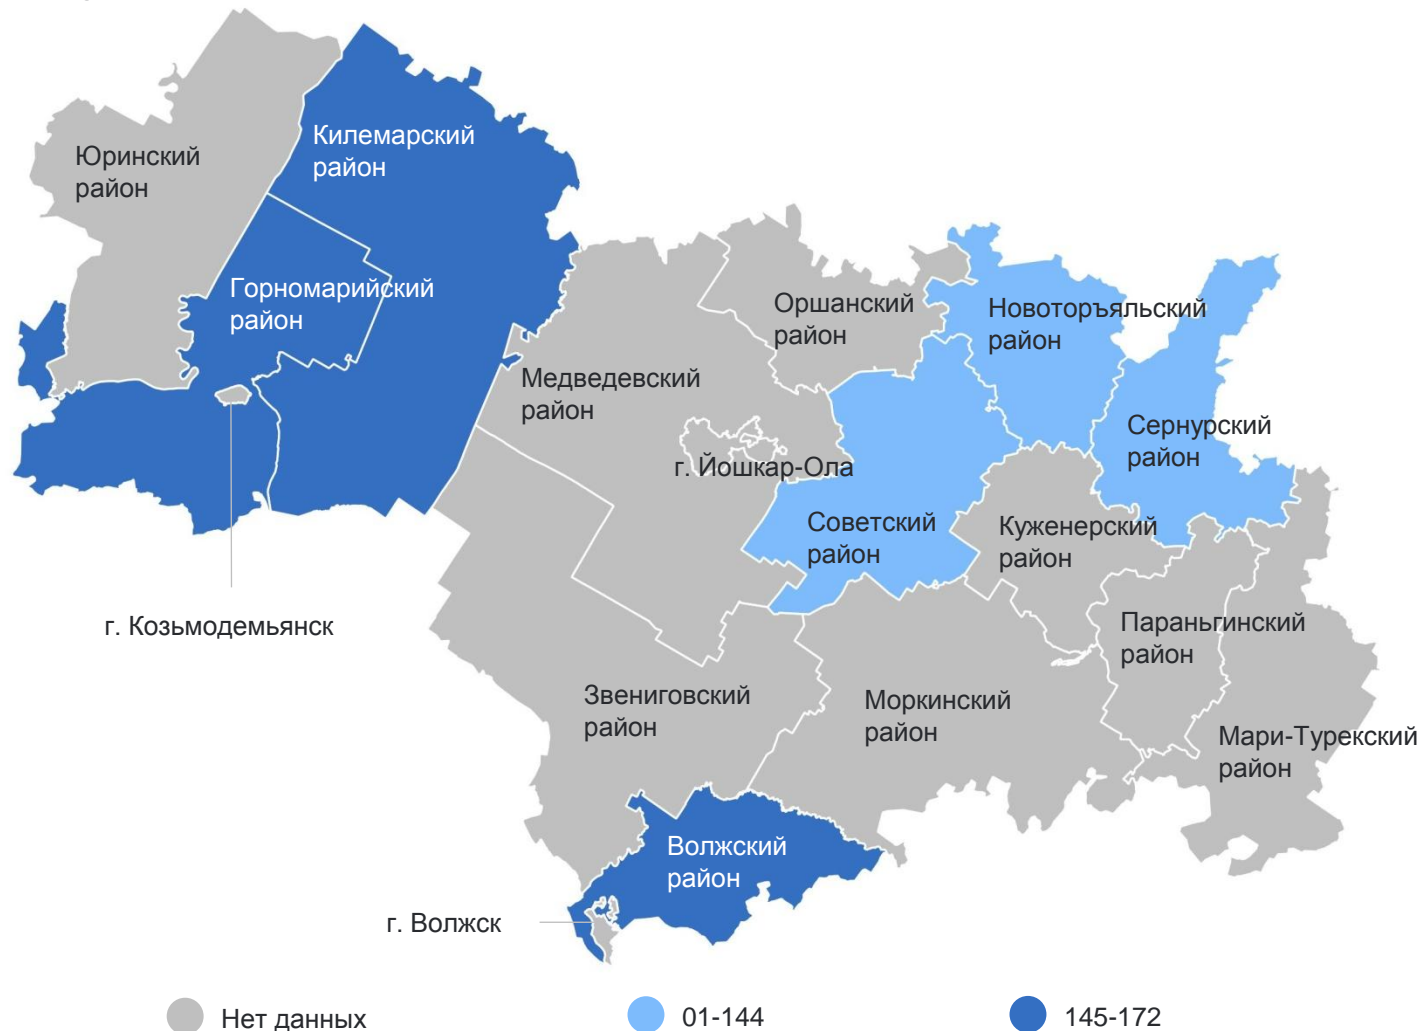 Килемарский
район
Юринский
район
Горномарийский
район
Оршанский
район
Новоторъяльский
район
Медведевский
район
Сернурский
район
г. Йошкар-Ола
Советский
район
Куженерский
район
г. Козьмодемьянск
Параньгинский
район
Звениговский
район
Моркинский
район
Мари-Турекский
район
Волжский
район
г. Волжск
Нет данных
01-144
145-172